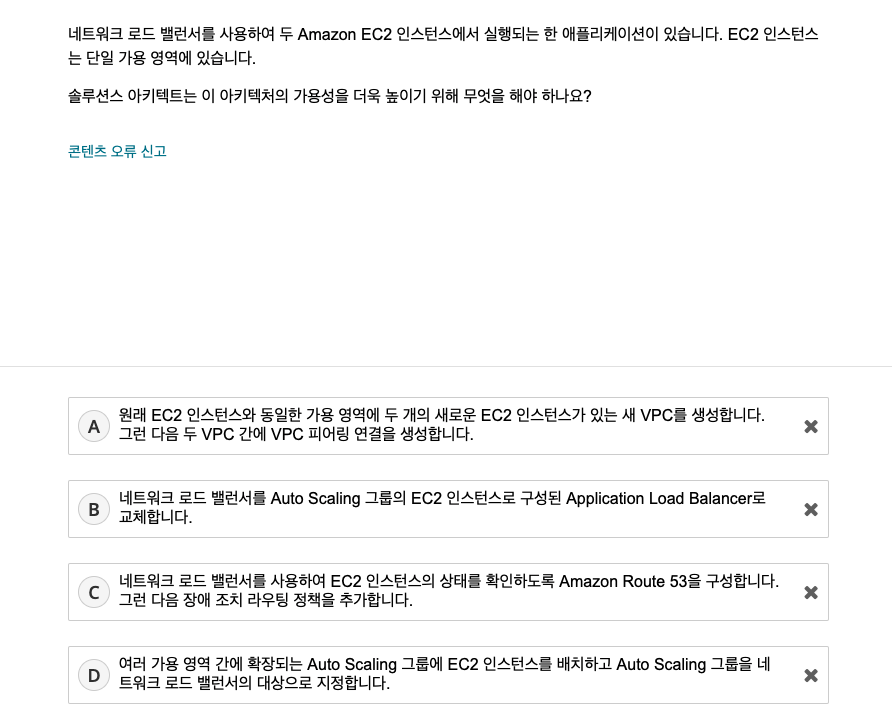 네트워크 로드 밸런서를 사용하여 두 Amazon EC2 인스턴스에서 실행되는 한 애플리케이션이 있습니다. EC2 인스턴스
는 단일 가용 영역에 있습니다.
솔루션스 아키텍트는 이 아키텍처의 가용성을 더욱 높이기 위해 무엇을 해야 하나요?
콘텐츠 오류 신고
A 원래 EC2 인스턴스와 동일한 가용 영역에 두 개의 새로운 EC2 인스턴스가 있는 새 VPC를 생성합니다.
그런 다음 두 VPC 간에 VPC 피어링 연결을 생성합니다.
B 네트워크 로드 밸런서를 Auto Scaling 그룹의 EC2 인스턴스로 구성된 Application Load Balancer로
교체합니다.
C 네트워크 로드 밸런서를 사용하여 EC2 인스턴스의 상태를 확인하도록 Amazon Route 53을 구성합니다.
그런 다음 장애 조치 라우팅 정책을 추가합니다.
D 여러 가용 영역 간에 확장되는 Auto Scaling 그룹에 EC2 인스턴스를 배치하고 Auto Scaling 그룹을 네
트워크 로드 밸런서의 대상으로 지정합니다.